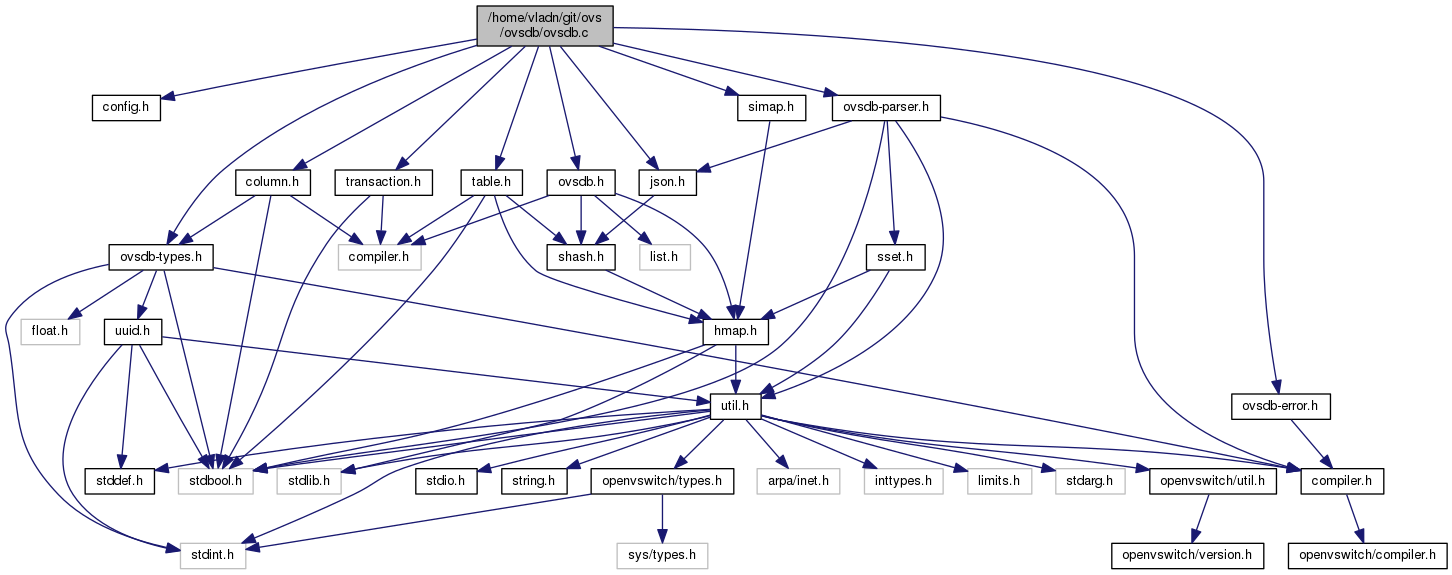 /home/vladn/git/ovs
/ovsdb/ovsdb.c
config.h
simap.h
ovsdb-parser.h
column.h
transaction.h
table.h
ovsdb.h
json.h
ovsdb-types.h
compiler.h
shash.h
list.h
sset.h
float.h
uuid.h
hmap.h
util.h
ovsdb-error.h
stddef.h
stdbool.h
stdlib.h
stdio.h
string.h
openvswitch/types.h
arpa/inet.h
inttypes.h
limits.h
stdarg.h
openvswitch/util.h
compiler.h
stdint.h
sys/types.h
openvswitch/version.h
openvswitch/compiler.h